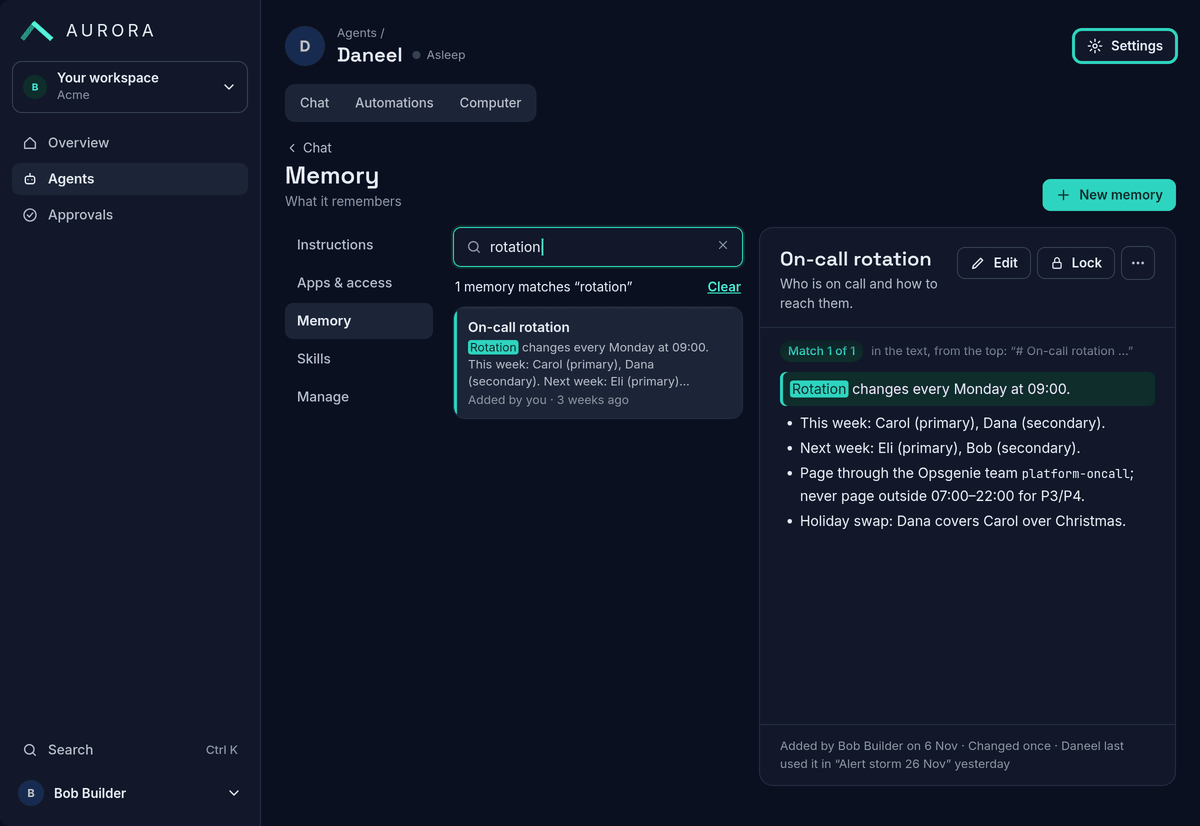 AURORA
B
Your workspace
Acme
Overview
Agents
Approvals
Search
Ctrl K
B
Bob Builder
D
Agents /
Daneel
Asleep
Settings
Chat
Automations
Computer
Chat
Memory
What it remembers
New memory
Instructions
Apps & access
Memory
Skills
Manage
rotation
1 memory matches “rotation”
Clear
On-call rotation
Rotation changes every Monday at 09:00.
This week: Carol (primary), Dana
(secondary). Next week: Eli (primary)…
Added by you · 3 weeks ago
On-call rotation
Who is on call and how to
reach them.
Edit
Lock
Match 1 of 1
in the text, from the top: “# On-call rotation …”
Rotation changes every Monday at 09:00.
• This week: Carol (primary), Dana (secondary).
• Next week: Eli (primary), Bob (secondary).
• Page through the Opsgenie team platform-oncall;
never page outside 07:00–22:00 for P3/P4.
• Holiday swap: Dana covers Carol over Christmas.
Added by Bob Builder on 6 Nov · Changed once · Daneel last
used it in “Alert storm 26 Nov” yesterday